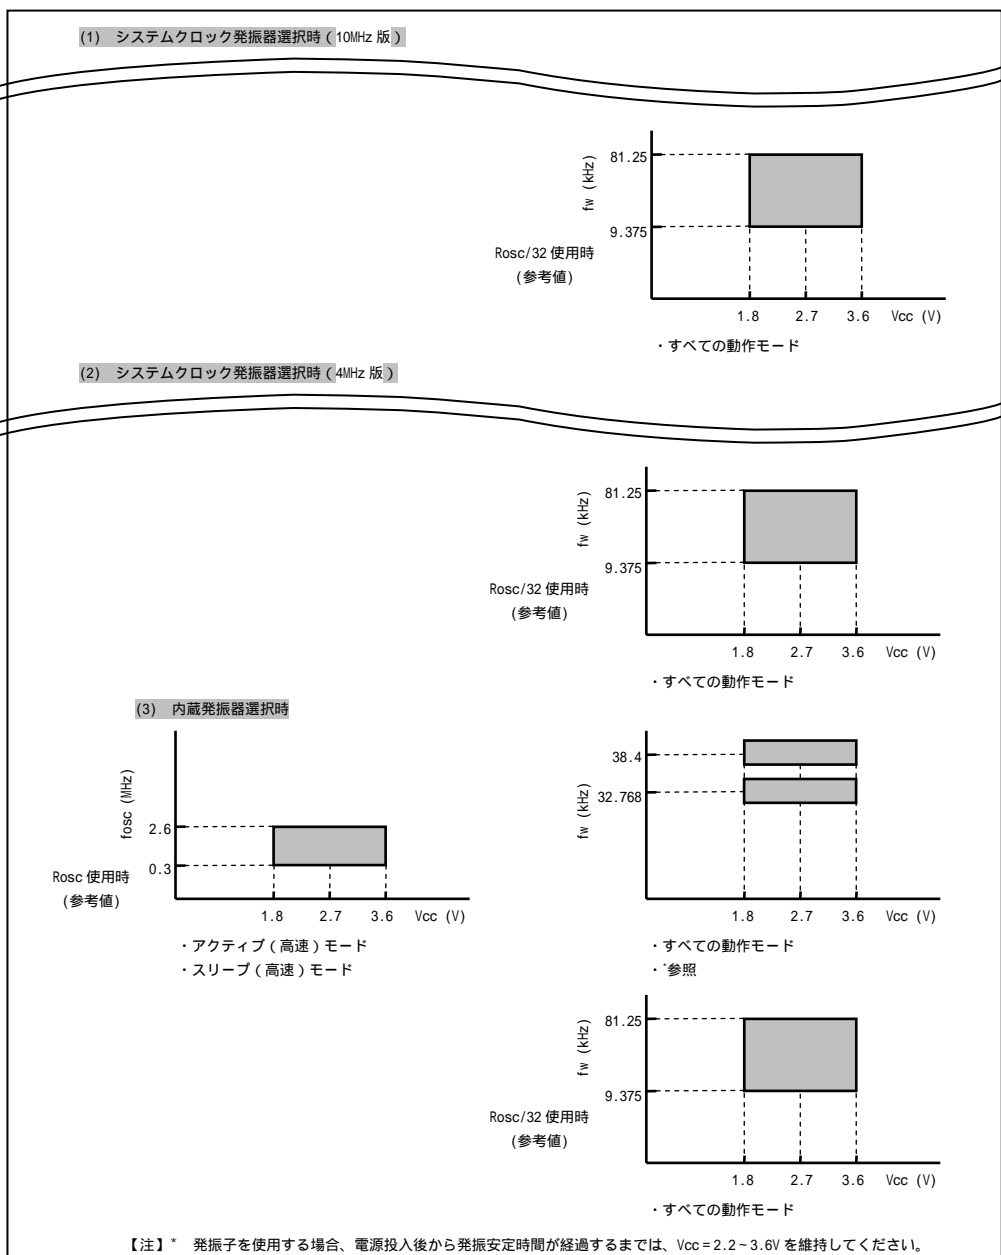 (1) システムクロック発振器選択時（10MHz 版）
fw (kHz)
81.25
9.375
Rosc/32 使用時
(参考値)
1.8 2.7 3.6 Vcc (V)
・すべての動作モード
(2) システムクロック発振器選択時（4MHz 版）
fw (kHz)
81.25
9.375
Rosc/32 使用時
(参考値)
1.8 2.7 3.6 Vcc (V)
・すべての動作モード
(3) 内蔵発振器選択時
fosc (MHz)
2.6
0.3
Rosc 使用時
(参考値)
1.8 2.7 3.6 Vcc (V)
・アクティブ（高速）モード
・スリープ（高速）モード
fw (kHz)
38.4
32.768
1.8 2.7 3.6 Vcc (V)
・すべての動作モード
・*参照
fw (kHz)
81.25
9.375
Rosc/32 使用時
(参考値)
1.8 2.7 3.6 Vcc (V)
・すべての動作モード
【注】* 発振子を使用する場合、電源投入後から発振安定時間が経過するまでは、Vcc=2.2~3.6V を維持してください。